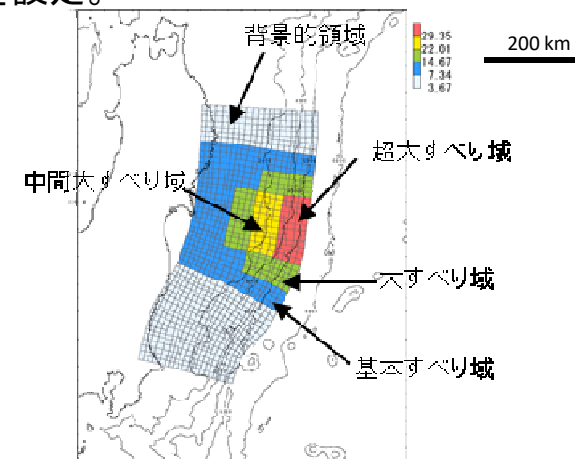 設定。
背景的領域
29.35
22.01
14.67
7.34
3.67
200 km
超大すべり域
中間大すべり域
大すべり域
基本すべり域